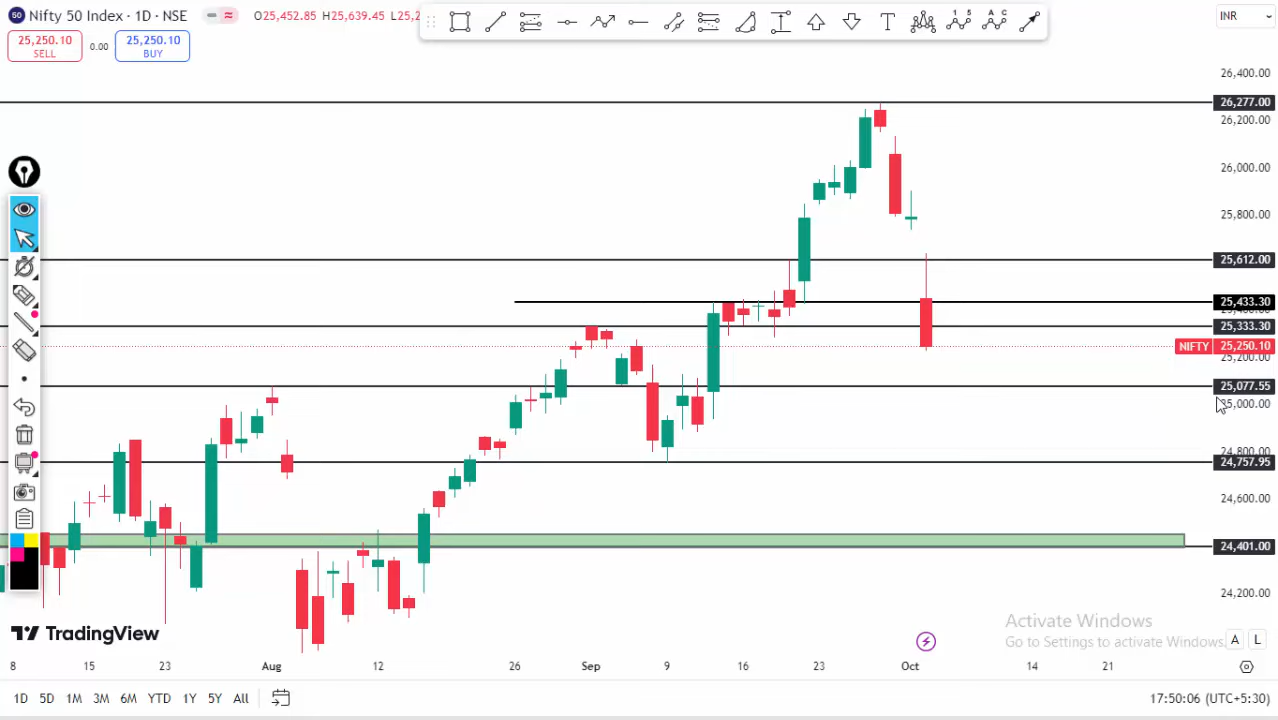 50 Nifty 50 Index · 1D · NSE O25,452.85 H25,639.45 L25,2
INR
25,250.10 SELL 0.00 25,250.10 BUY
26,400.00
26,277.00
26,200.00
26,000.00
25,800.00
25,612.00
25,433.30
25,333.30
NIFTY 25,250.10
25,200.00
25,077.55
25,000.00
24,800.00
24,757.95
24,600.00
24,401.00
24,200.00
Activate Windows
Go to Settings to activate Windows.
A L
TradingView
8 15 23 Aug 12 26 Sep 9 16 23 Oct 14 21
1D 5D 1M 3M 6M YTD 1Y 5Y All
17:50:06 (UTC+5:30)